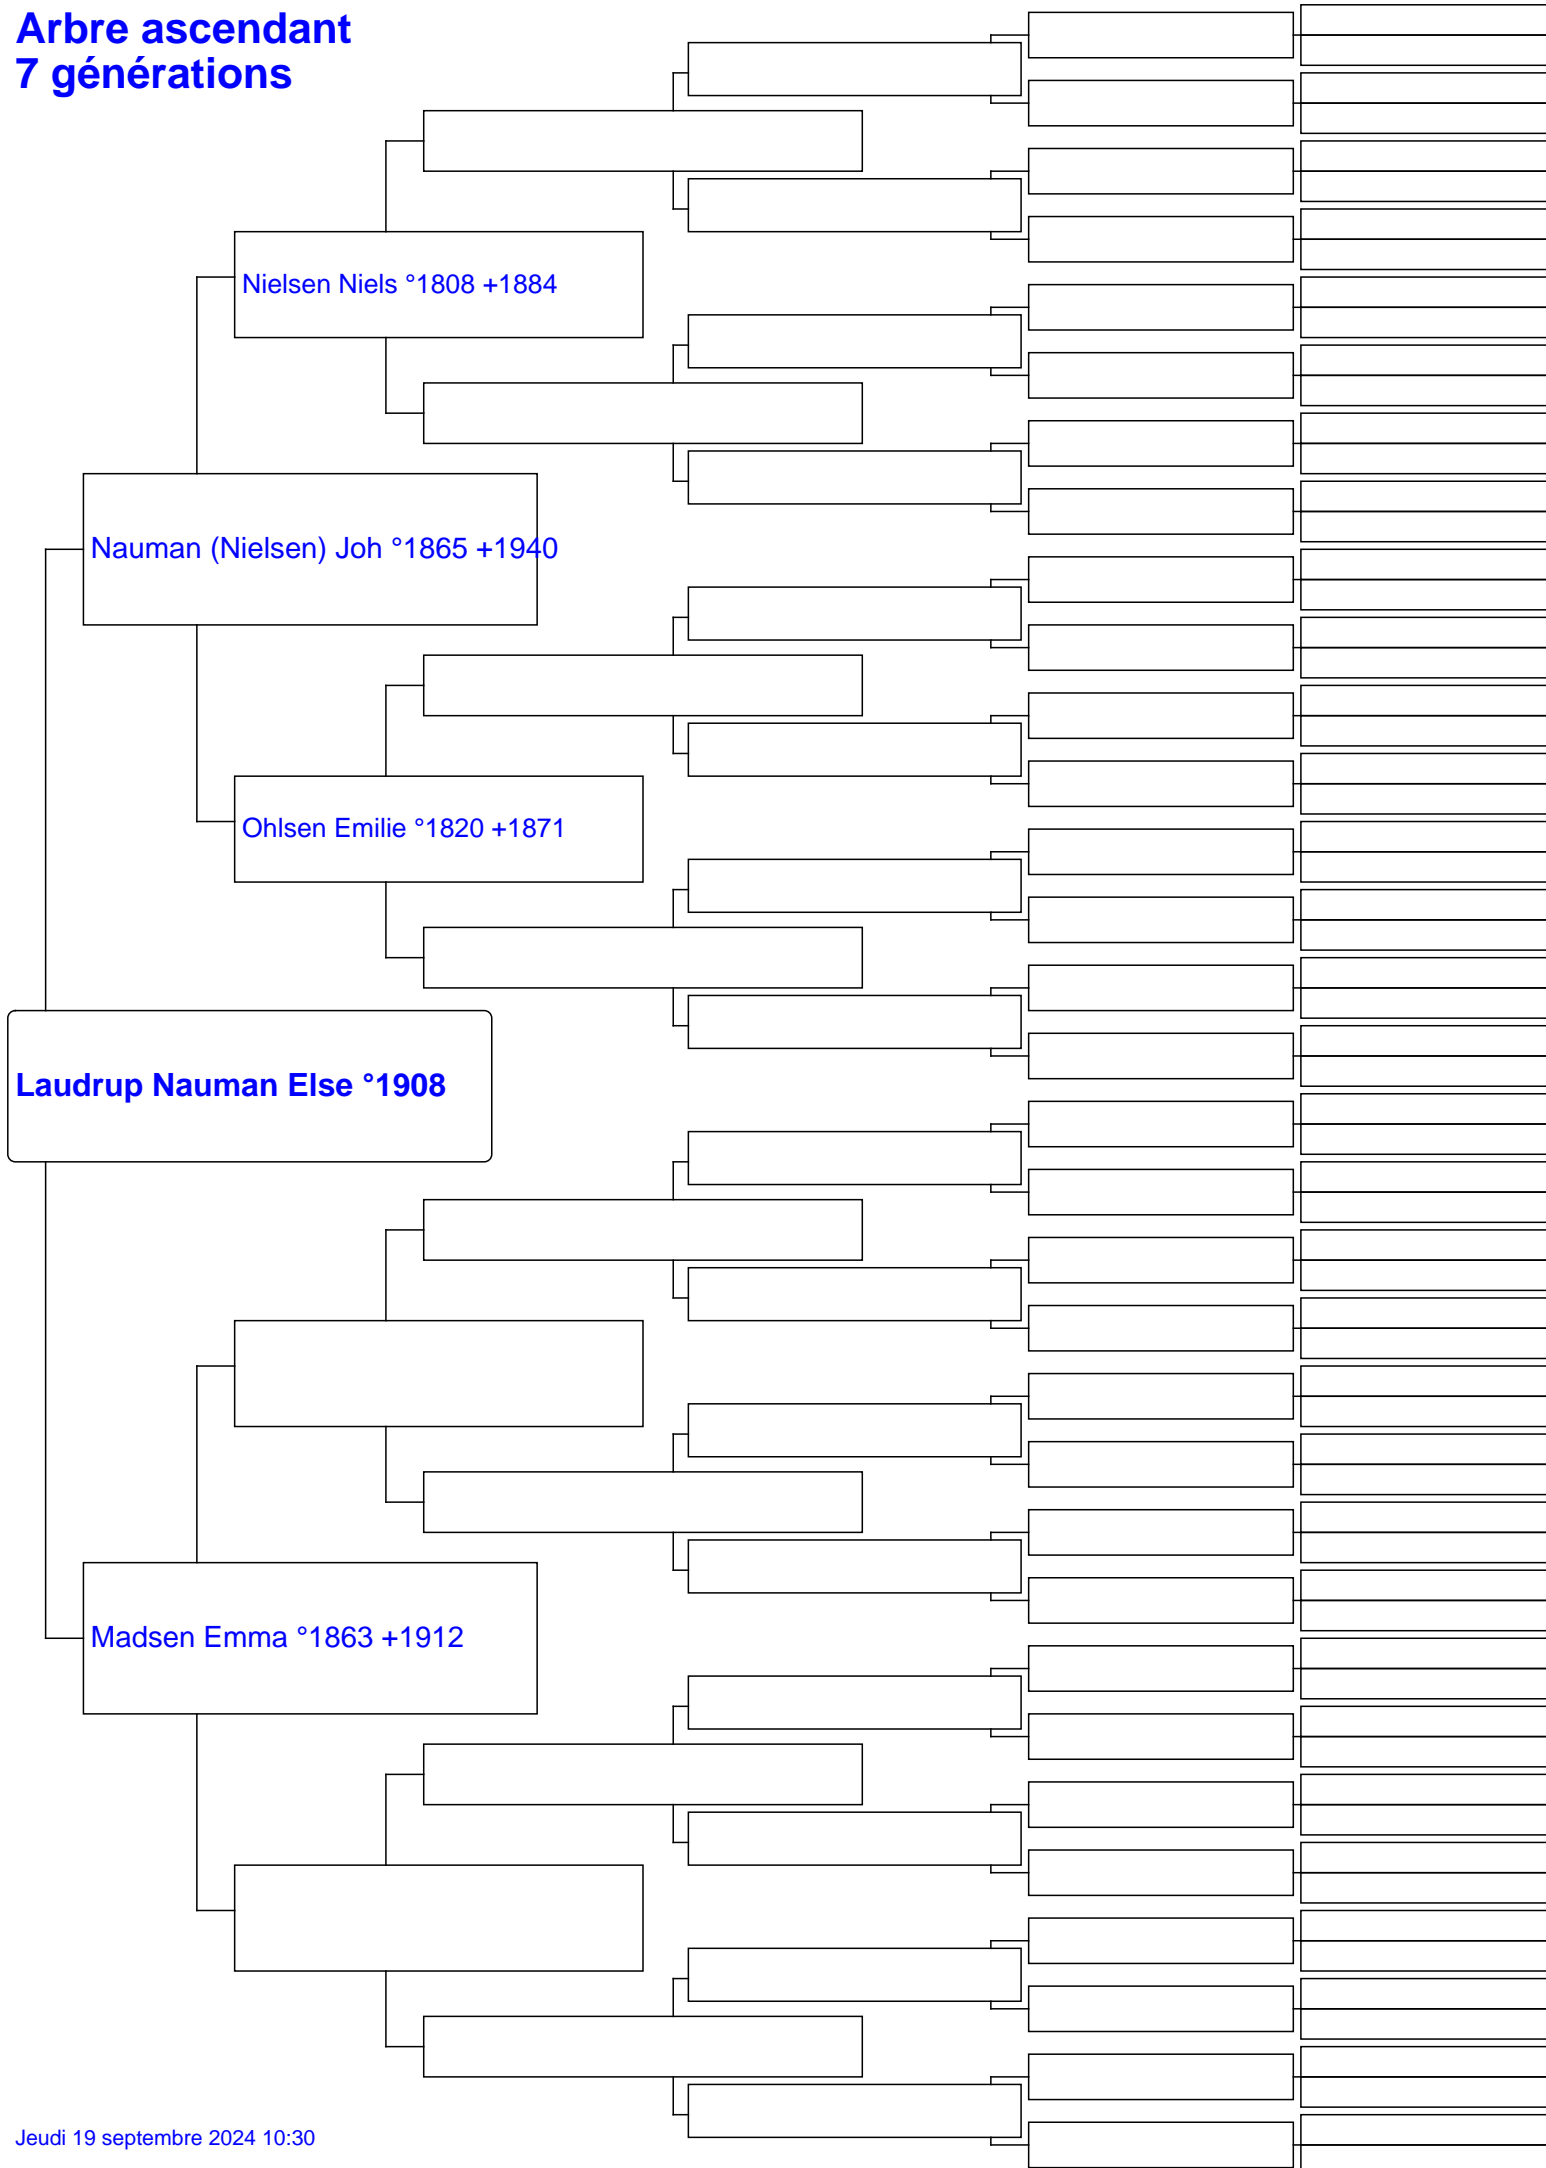 Arbre ascendant
7 générations
Nielsen Niels °1808 +1884
Nauman (Nielsen) Joh °1865 +1940
Ohlsen Emilie °1820 +1871
Laudrup Nauman Else °1908
Madsen Emma °1863 +1912
Jeudi 19 septembre 2024 10:30